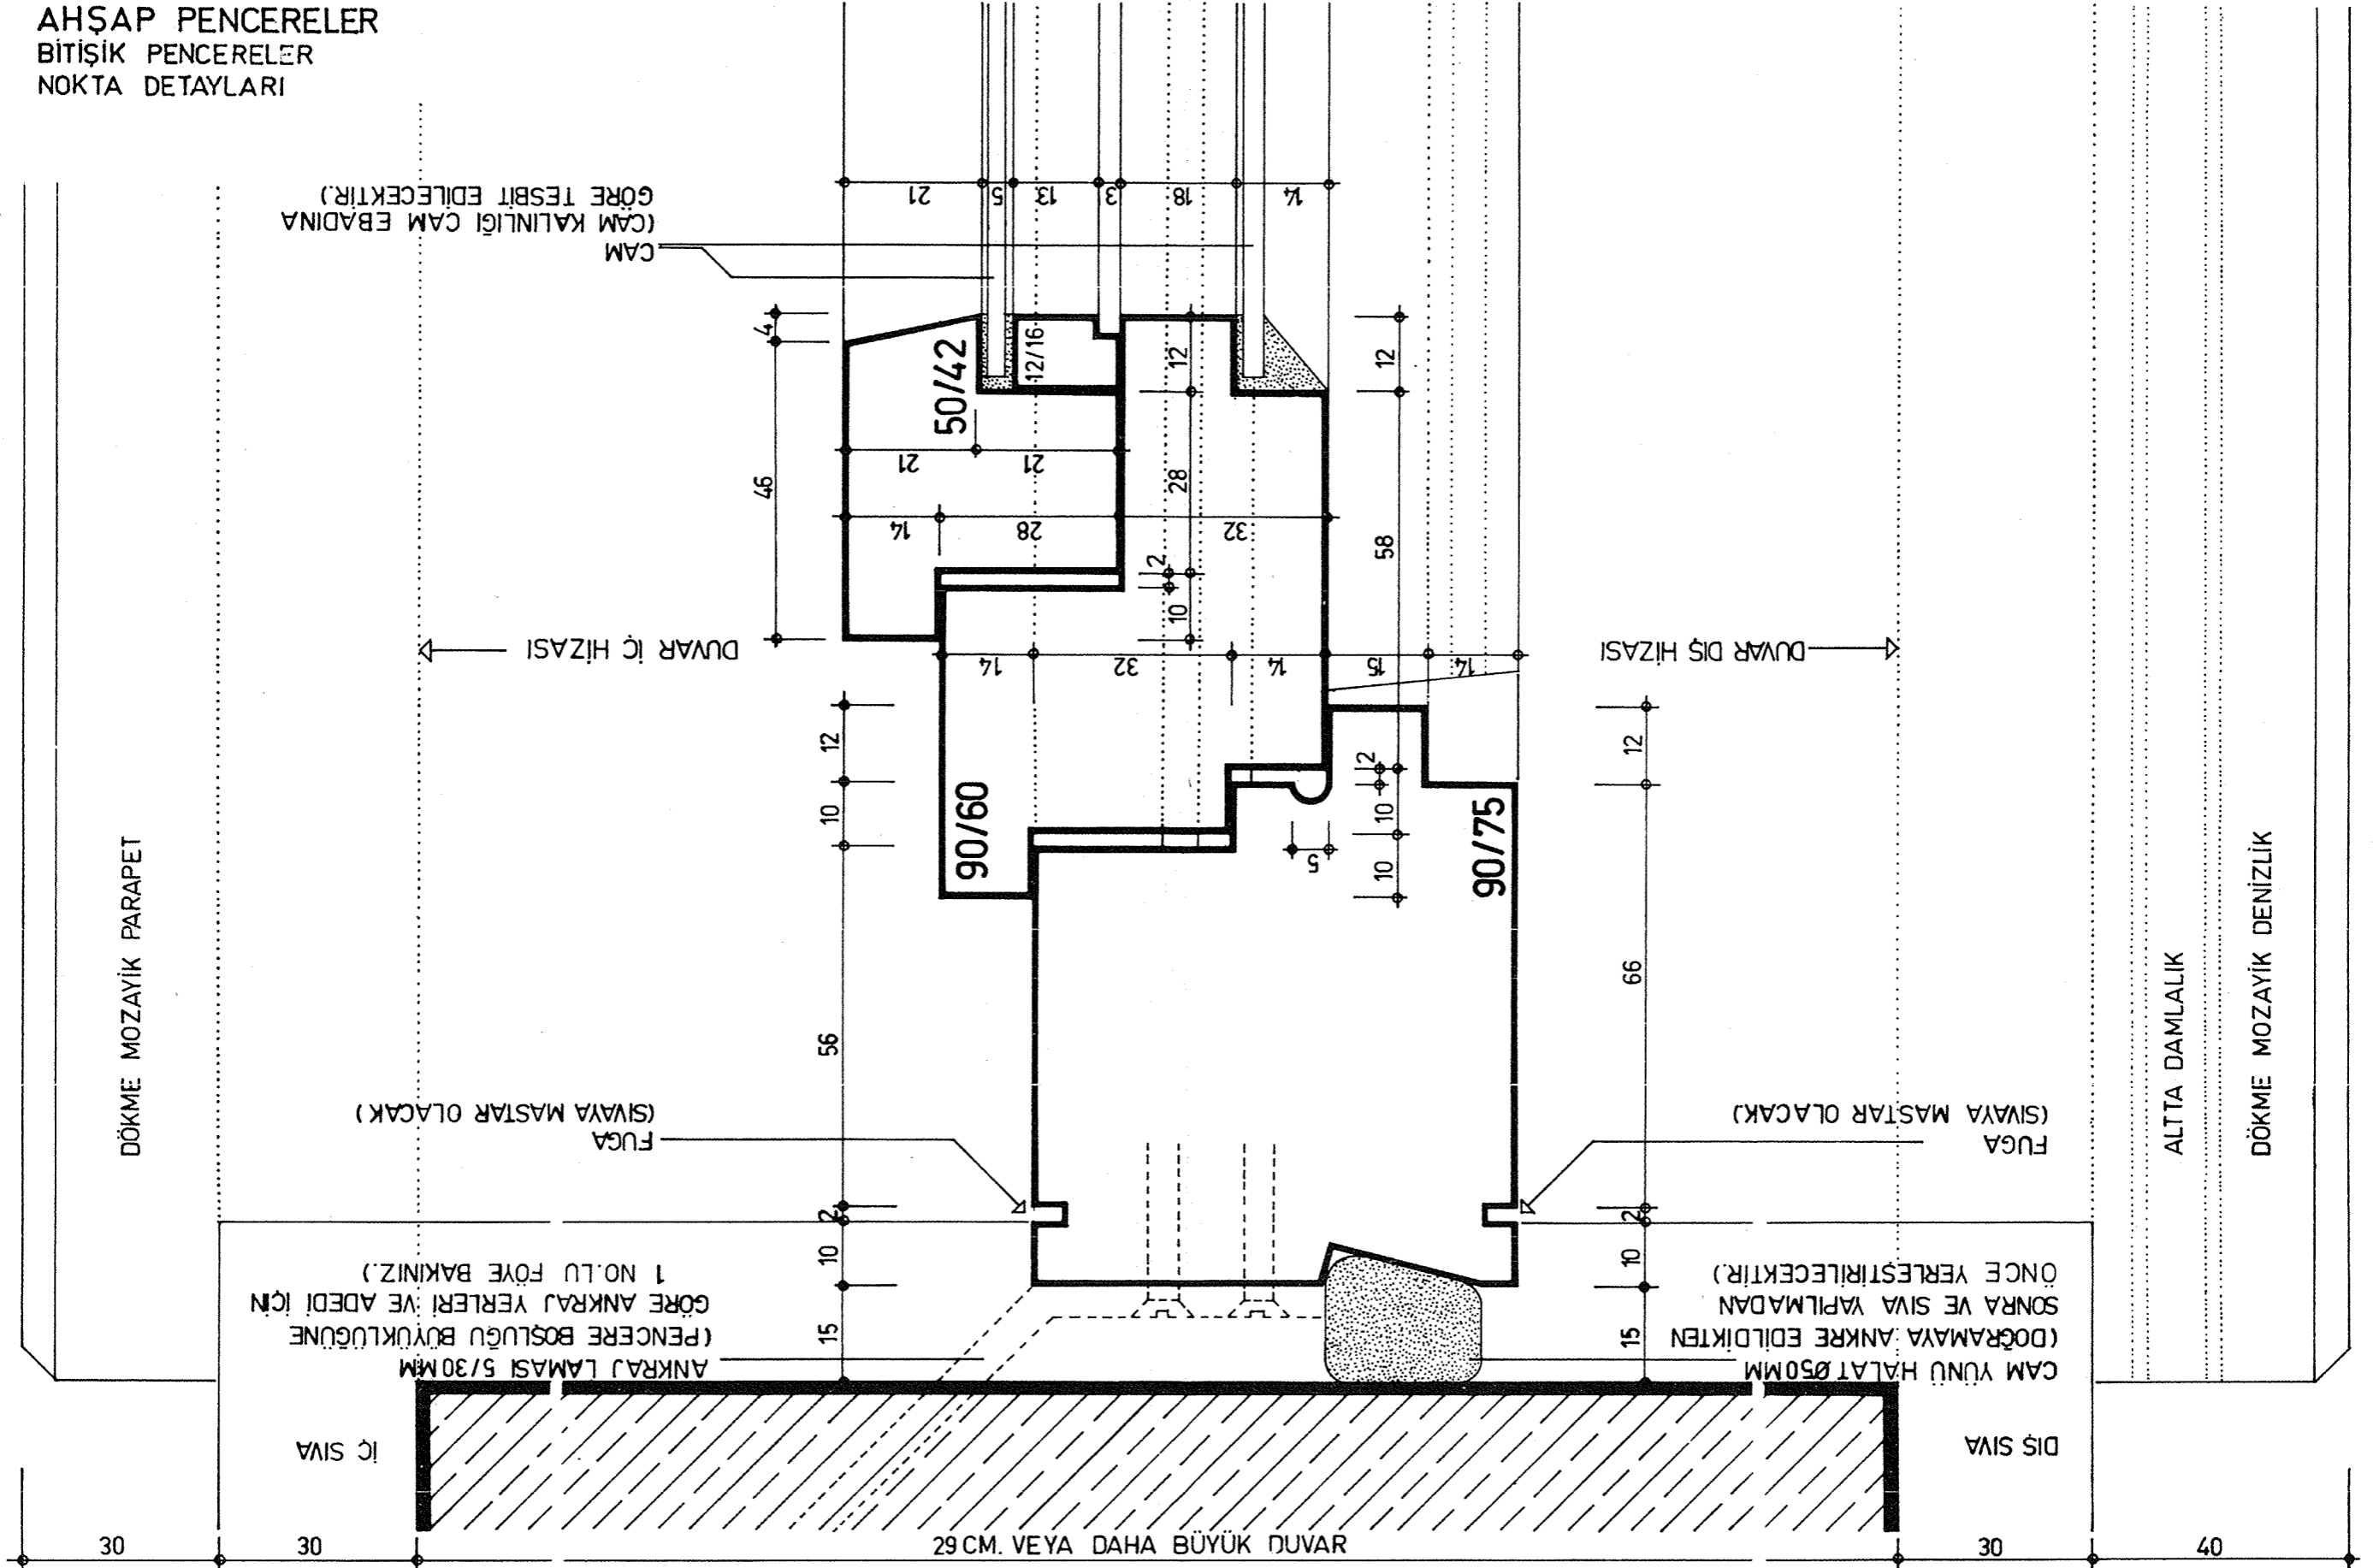 AHŞAP PENCERELER
BİTİŞİK PENCERELER
NOKTA DETAYLARI
CAM
(CAM KALINLIĞI CAM EBADINA
GÖRE TESBİT EDİLECEKTİR.)
21 5 13 3 18 14
4
46
50/42
12/16
12
12
21 21
28
14 28 32
2
10
58
DUVAR İÇ HİZASI
DUVAR DIŞ HİZASI
14 32 14 15 14
12
10
90/60
2
10
10
5
90/75
12
66
56
DÖKME MOZAYİK PARAPET
ALTTA DAMLALIK
DÖKME MOZAYİK DENİZLİK
FUGA
(SIVAYA MASTAR OLACAK)
FUGA
(SIVAYA MASTAR OLACAK)
2
10
15
2
10
15
ANKRAJ LAMASI 5/30MM
(PENCERE BOŞLUĞU BÜYÜKLÜĞÜNE
GÖRE ANKRAJ YERLERİ VE ADEDİ İÇİN
1 NO.LU FÖYE BAKINIZ.)
CAM YÜNÜ HALAT Ø50MM
(DOĞRAMAYA ANKRE EDİLDİKTEN
SONRA VE SIVA YAPILMADAN
ÖNCE YERLEŞTİRİLECEKTİR.)
İÇ SIVA
DIŞ SIVA
30 30 29 CM. VEYA DAHA BÜYÜK DUVAR 30 40